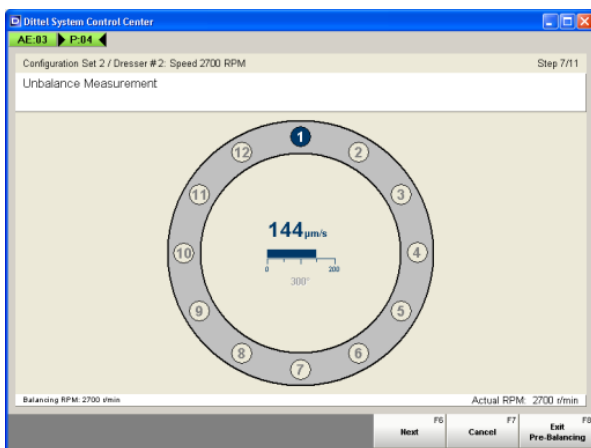 Dittel System Control Center
AE:03 P:04
Configuration Set 2 / Dresser #2: Speed 2700 RPM Step 7/11
Unbalance Measurement
1
12 2
11 3
144 µm/s
10 4
0 200
300°
9 5
8 6
7
Balancing RPM: 2700 r/min Actual RPM: 2700 r/min
F6 F7 F8
Next Cancel Exit
Pre-Balancing